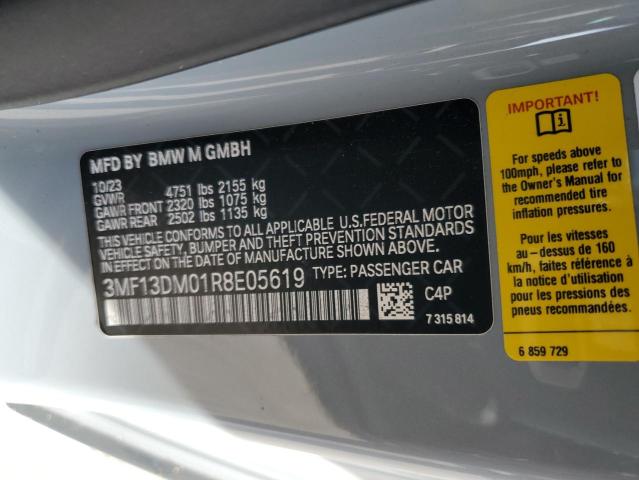 MFD BY BMW M GMBH
10/23
GVWR 4751 lbs 2155 kg
GAWR FRONT 2320 lbs 1075 kg
GAWR REAR 2502 lbs 1135 kg
THIS VEHICLE CONFORMS TO ALL APPLICABLE U.S.FEDERAL MOTOR
VEHICLE SAFETY, BUMPER AND THEFT PREVENTION STANDARDS
IN EFFECT ON THE DATE OF MANUFACTURE SHOWN ABOVE.
3MF13DM01R8E05619 TYPE: PASSENGER CAR
C4P
7 315 814
IMPORTANT!
For speeds above
100mph, please refer to
the Owner's Manual for
recommended tire
inflation pressures.
Pour les vitesses
au-dessus de 160
km/h, faites référence à
la notice d'utilisation
pour les pressions des
pneumatiques.
6 859 729